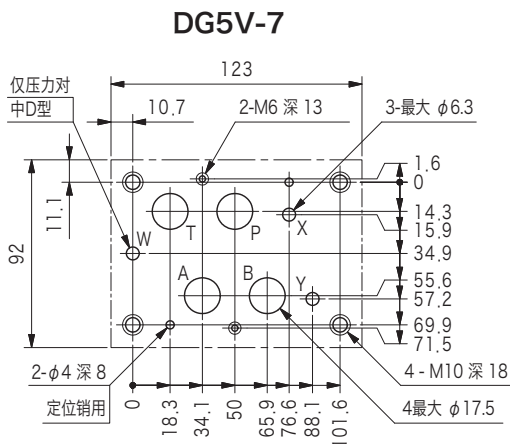 DG5V-7
仅压力对
中D型
123
10.7
2-M6 深 13
3-最大 φ6.3
1.6
0
14.3
15.9
34.9
55.6
57.2
69.9
71.5
11.1
92
W
T
P
X
A
B
Y
2-φ4 深 8
定位销用
0
18.3
34.1
50
65.9
76.6
88.1
101.6
4 - M10 深 18
4最大 φ17.5